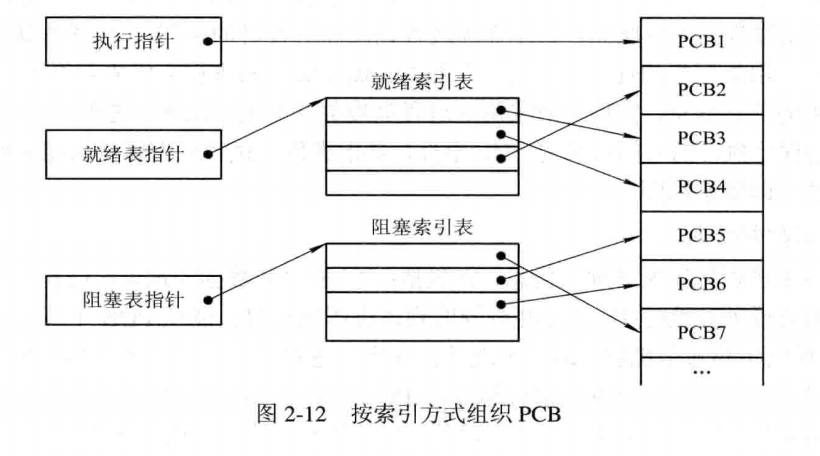 执行指针
PCB1
就绪索引表
PCB2
就绪表指针
PCB3
PCB4
阻塞索引表
PCB5
阻塞表指针
PCB6
PCB7
…
图 2-12 按索引方式组织 PCB